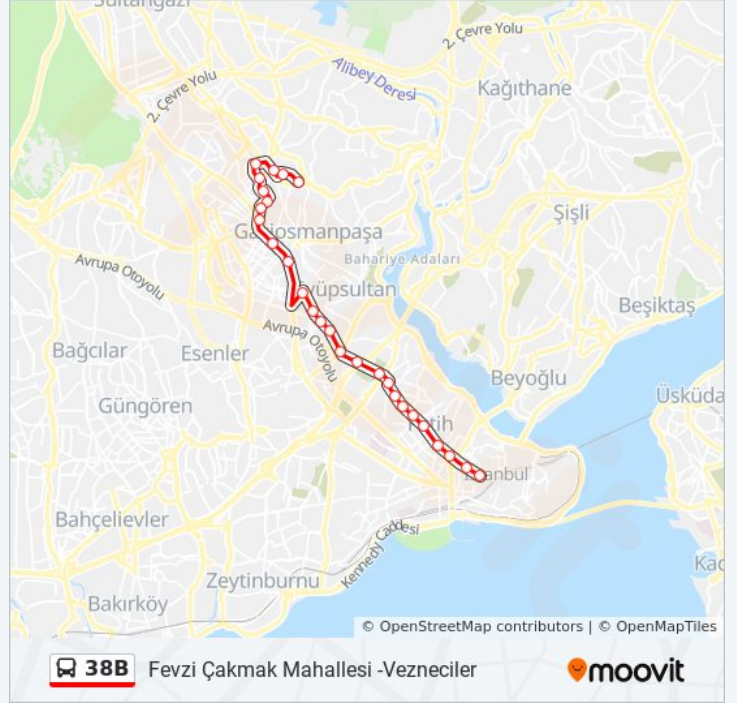 Sultangazi
2. Çevre Yolu
Alibey Deresi
2. Çevre Yolu
Kağıthane
Şişli
Gaziosmanpaşa
Bahariye Adaları
Avrupa Otoyolu
yüpsultan
Beşiktaş
Avrupa Otoyolu
Bağcılar
Esenler
Beyoğlu
Üsküda
Güngören
Fatih
İstanbul
Bahçelievler
Kennedy Caddesi
Kad
Zeytinburnu
Bakırköy
© OpenStreetMap contributors | © OpenMapTiles
38B Fevzi Çakmak Mahallesi -Vezneciler
moovit